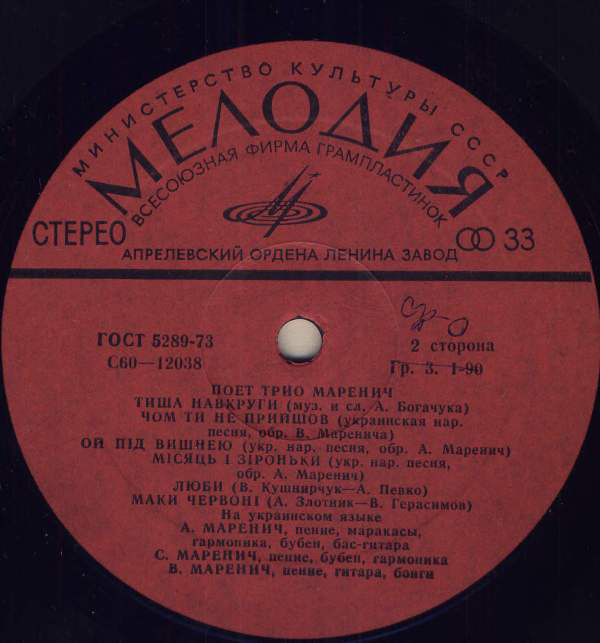 МИНИСТЕРСТВО КУЛЬТУРЫ СССР
МЕЛОДИЯ
ВСЕСОЮЗНАЯ ФИРМА ГРАМПЛАСТИНОК
СТЕРЕО
33
АПРЕЛЕВСКИЙ ОРДЕНА ЛЕНИНА ЗАВОД
ГОСТ 5289-73
2 сторона
С60—12038
Гр. 3. 1-90
ПОЕТ ТРИО МАРЕНИЧ
ТИША НАВКРУГИ (муз. и сл. А. Богачука)
ЧОМ ТИ НЕ ПРИЙШОВ (украинская нар.
песня, обр. В. Маренича)
ОЙ ПІД ВИШНЕЮ (укр. нар. песня, обр. А. Маренич)
МІСЯЦЬ І ЗІРОНЬКИ (укр. нар. песня,
обр. А. Маренич)
ЛЮБИ (В. Кушнирчук—А. Певко)
МАКИ ЧЕРВОНІ (А. Злотник—В. Герасимов)
На украинском языке
А. МАРЕНИЧ, пение, маракасы,
гармоника, бубен, бас-гитара
С. МАРЕНИЧ, пение, бубен, гармоника
В. МАРЕНИЧ, пение, гитара, бонги